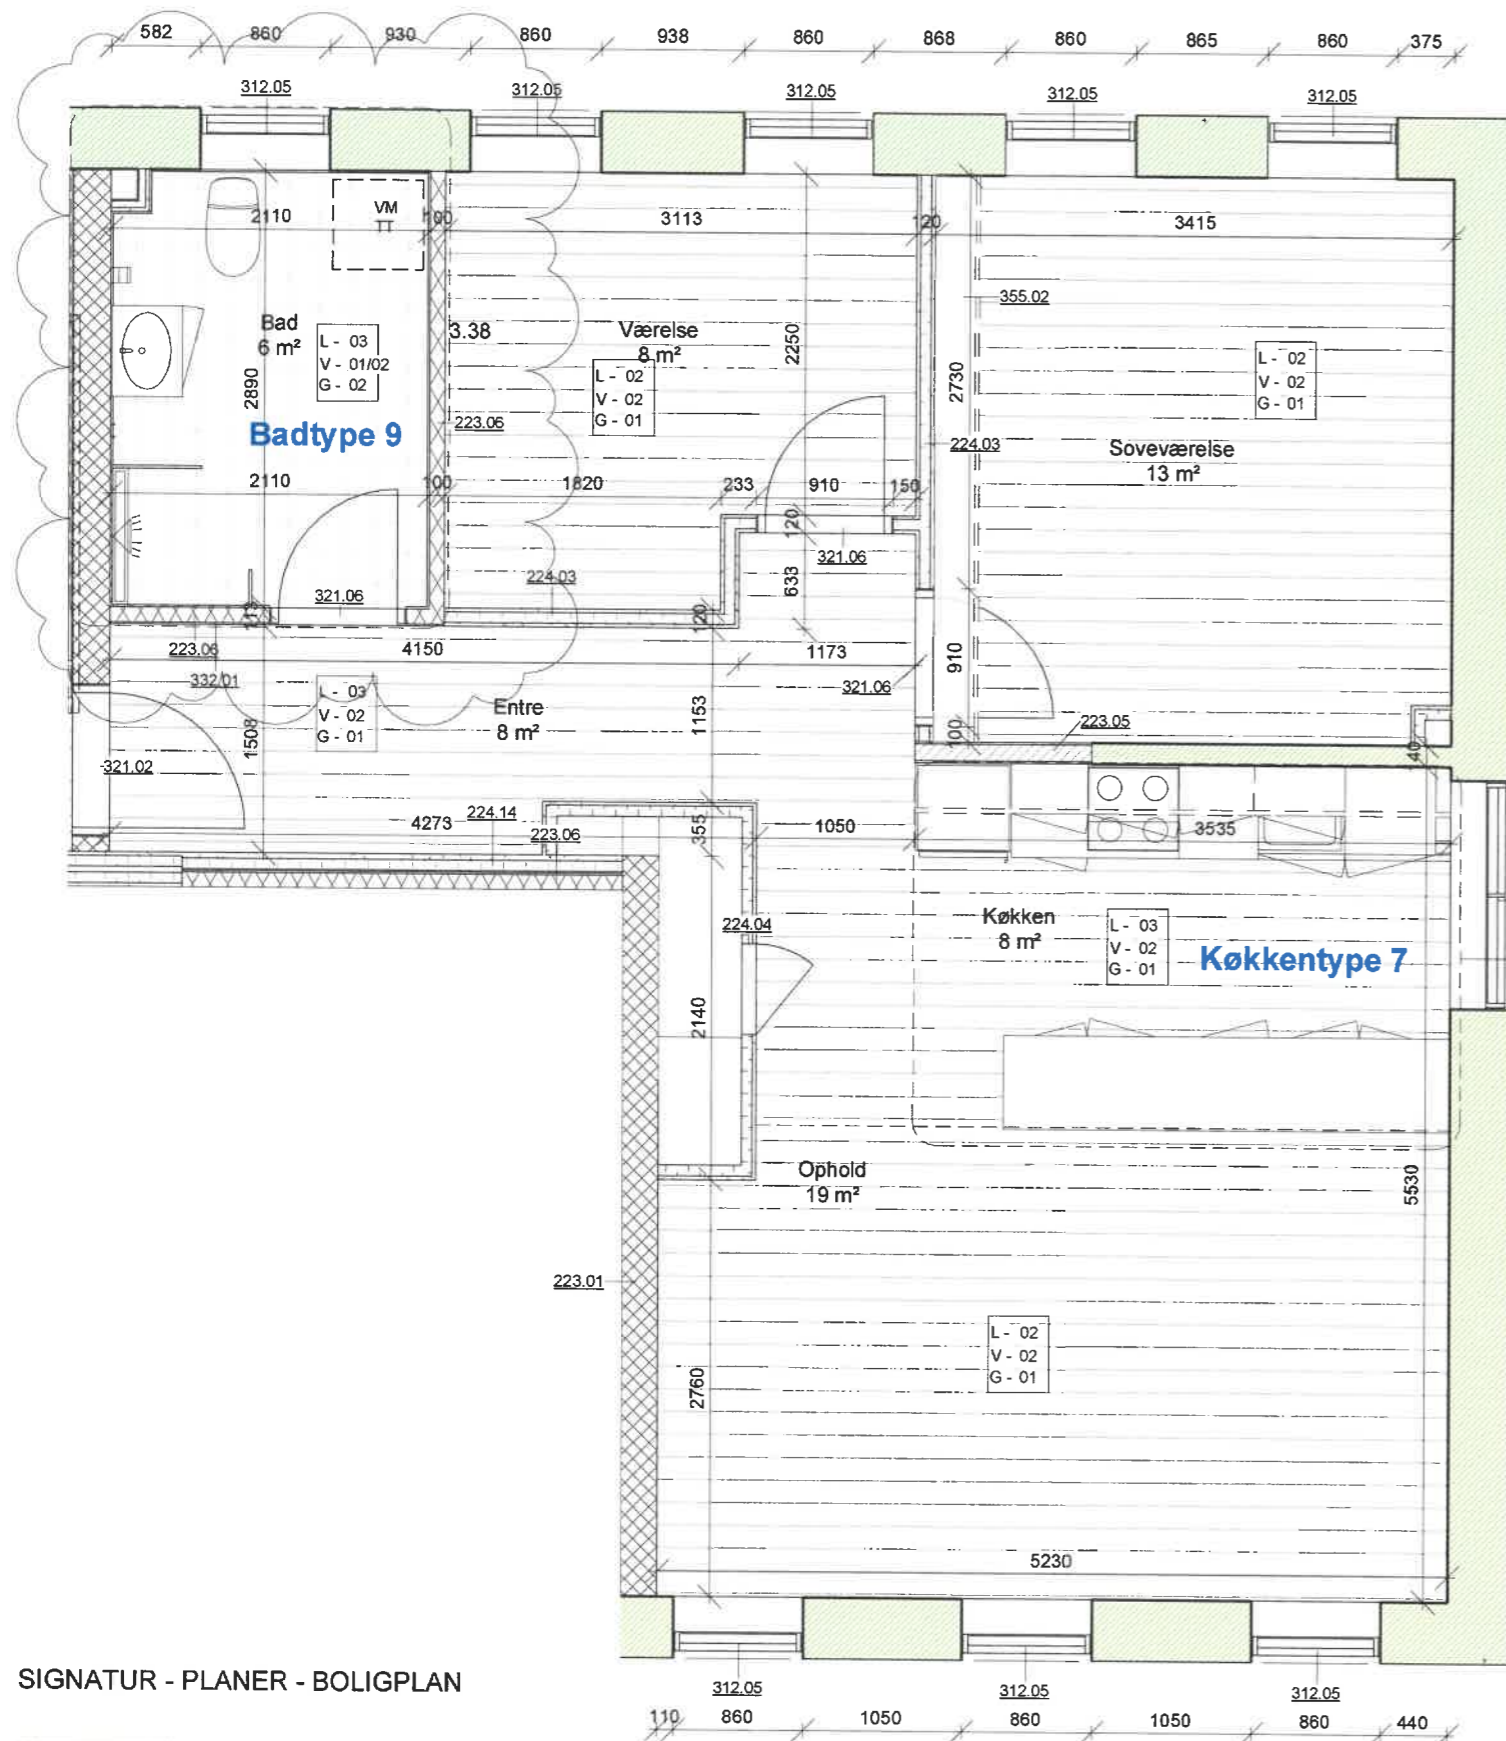 582 860 930 860 938 860 868 860 865 860 375
312.05 312.05 312.05 312.05 312.05
VM
TT
2110 100 3113 120 3415
355.02
Bad
6 m²
L - 03
V - 01/02
G - 02
3.38
Værelse
8 m²
L - 02
V - 02
G - 01
2250
2730
L - 02
V - 02
G - 01
2890
Badtype 9
223.06
224.03
Soveværelse
13 m²
2110 100 1820 233 910 150
120
321.06
633
224.03
321.06
113
120
223.06
4150
1173
910
332.01
321.06
L - 03
V - 02
G - 01
Entre
8 m²
1508
1153
100
223.05
140
321.02
224.14
4273
223.06
355
1050
3535
224.04
Køkken
8 m²
L - 03
V - 02
G - 01
Køkkentype 7
2140
Ophold
19 m²
5530
223.01
L - 02
V - 02
G - 01
2760
5230
SIGNATUR - PLANER - BOLIGPLAN
312.05 312.05 312.05
110 860 1050 860 1050 860 440